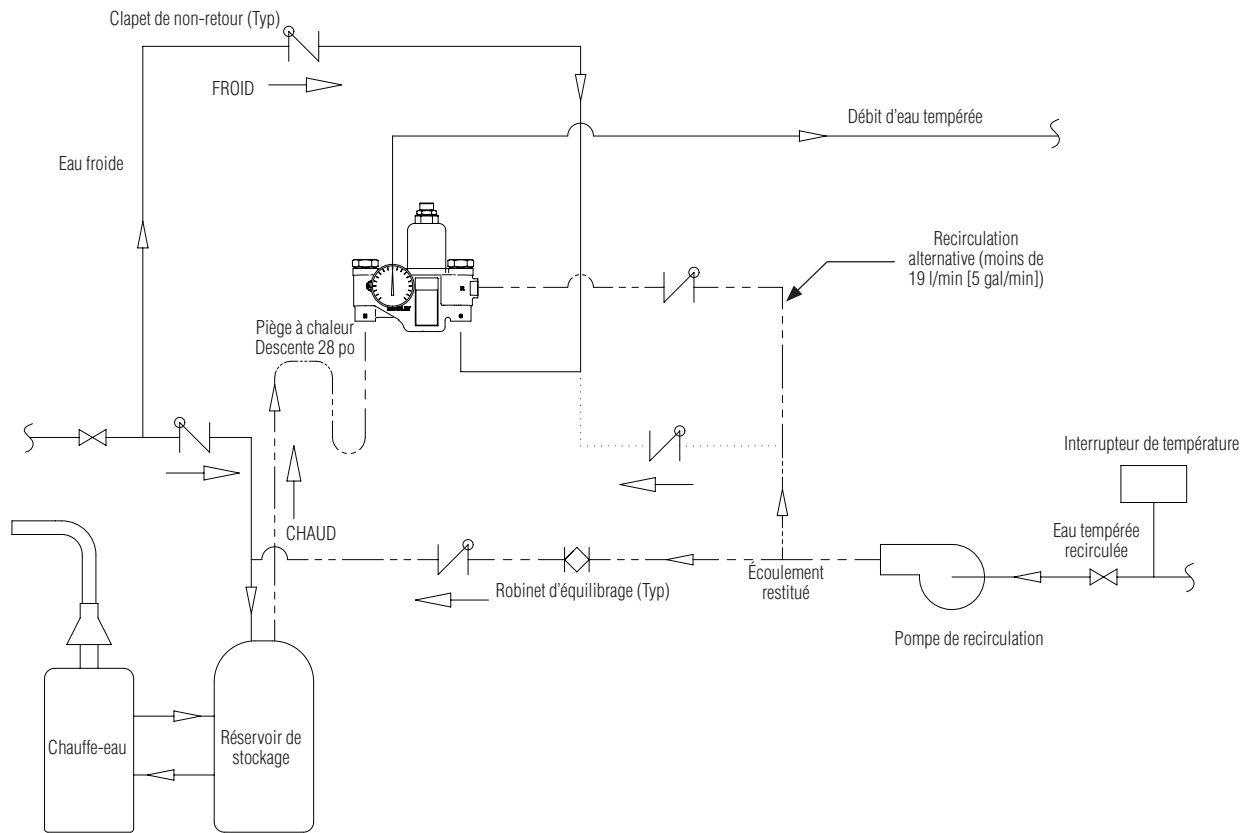 Clapet de non-retour (Typ)
FROID
Débit d'eau tempérée
Eau froide
Recirculation
alternative (moins de
19 l/min [5 gal/min])
Piège à chaleur
Descente 28 po
Interrupteur de température
CHAUD
Eau tempérée
recirculée
Robinet d'équilibrage (Typ)
Écoulement
restitué
Pompe de recirculation
Chauffe-eau
Réservoir de
stockage